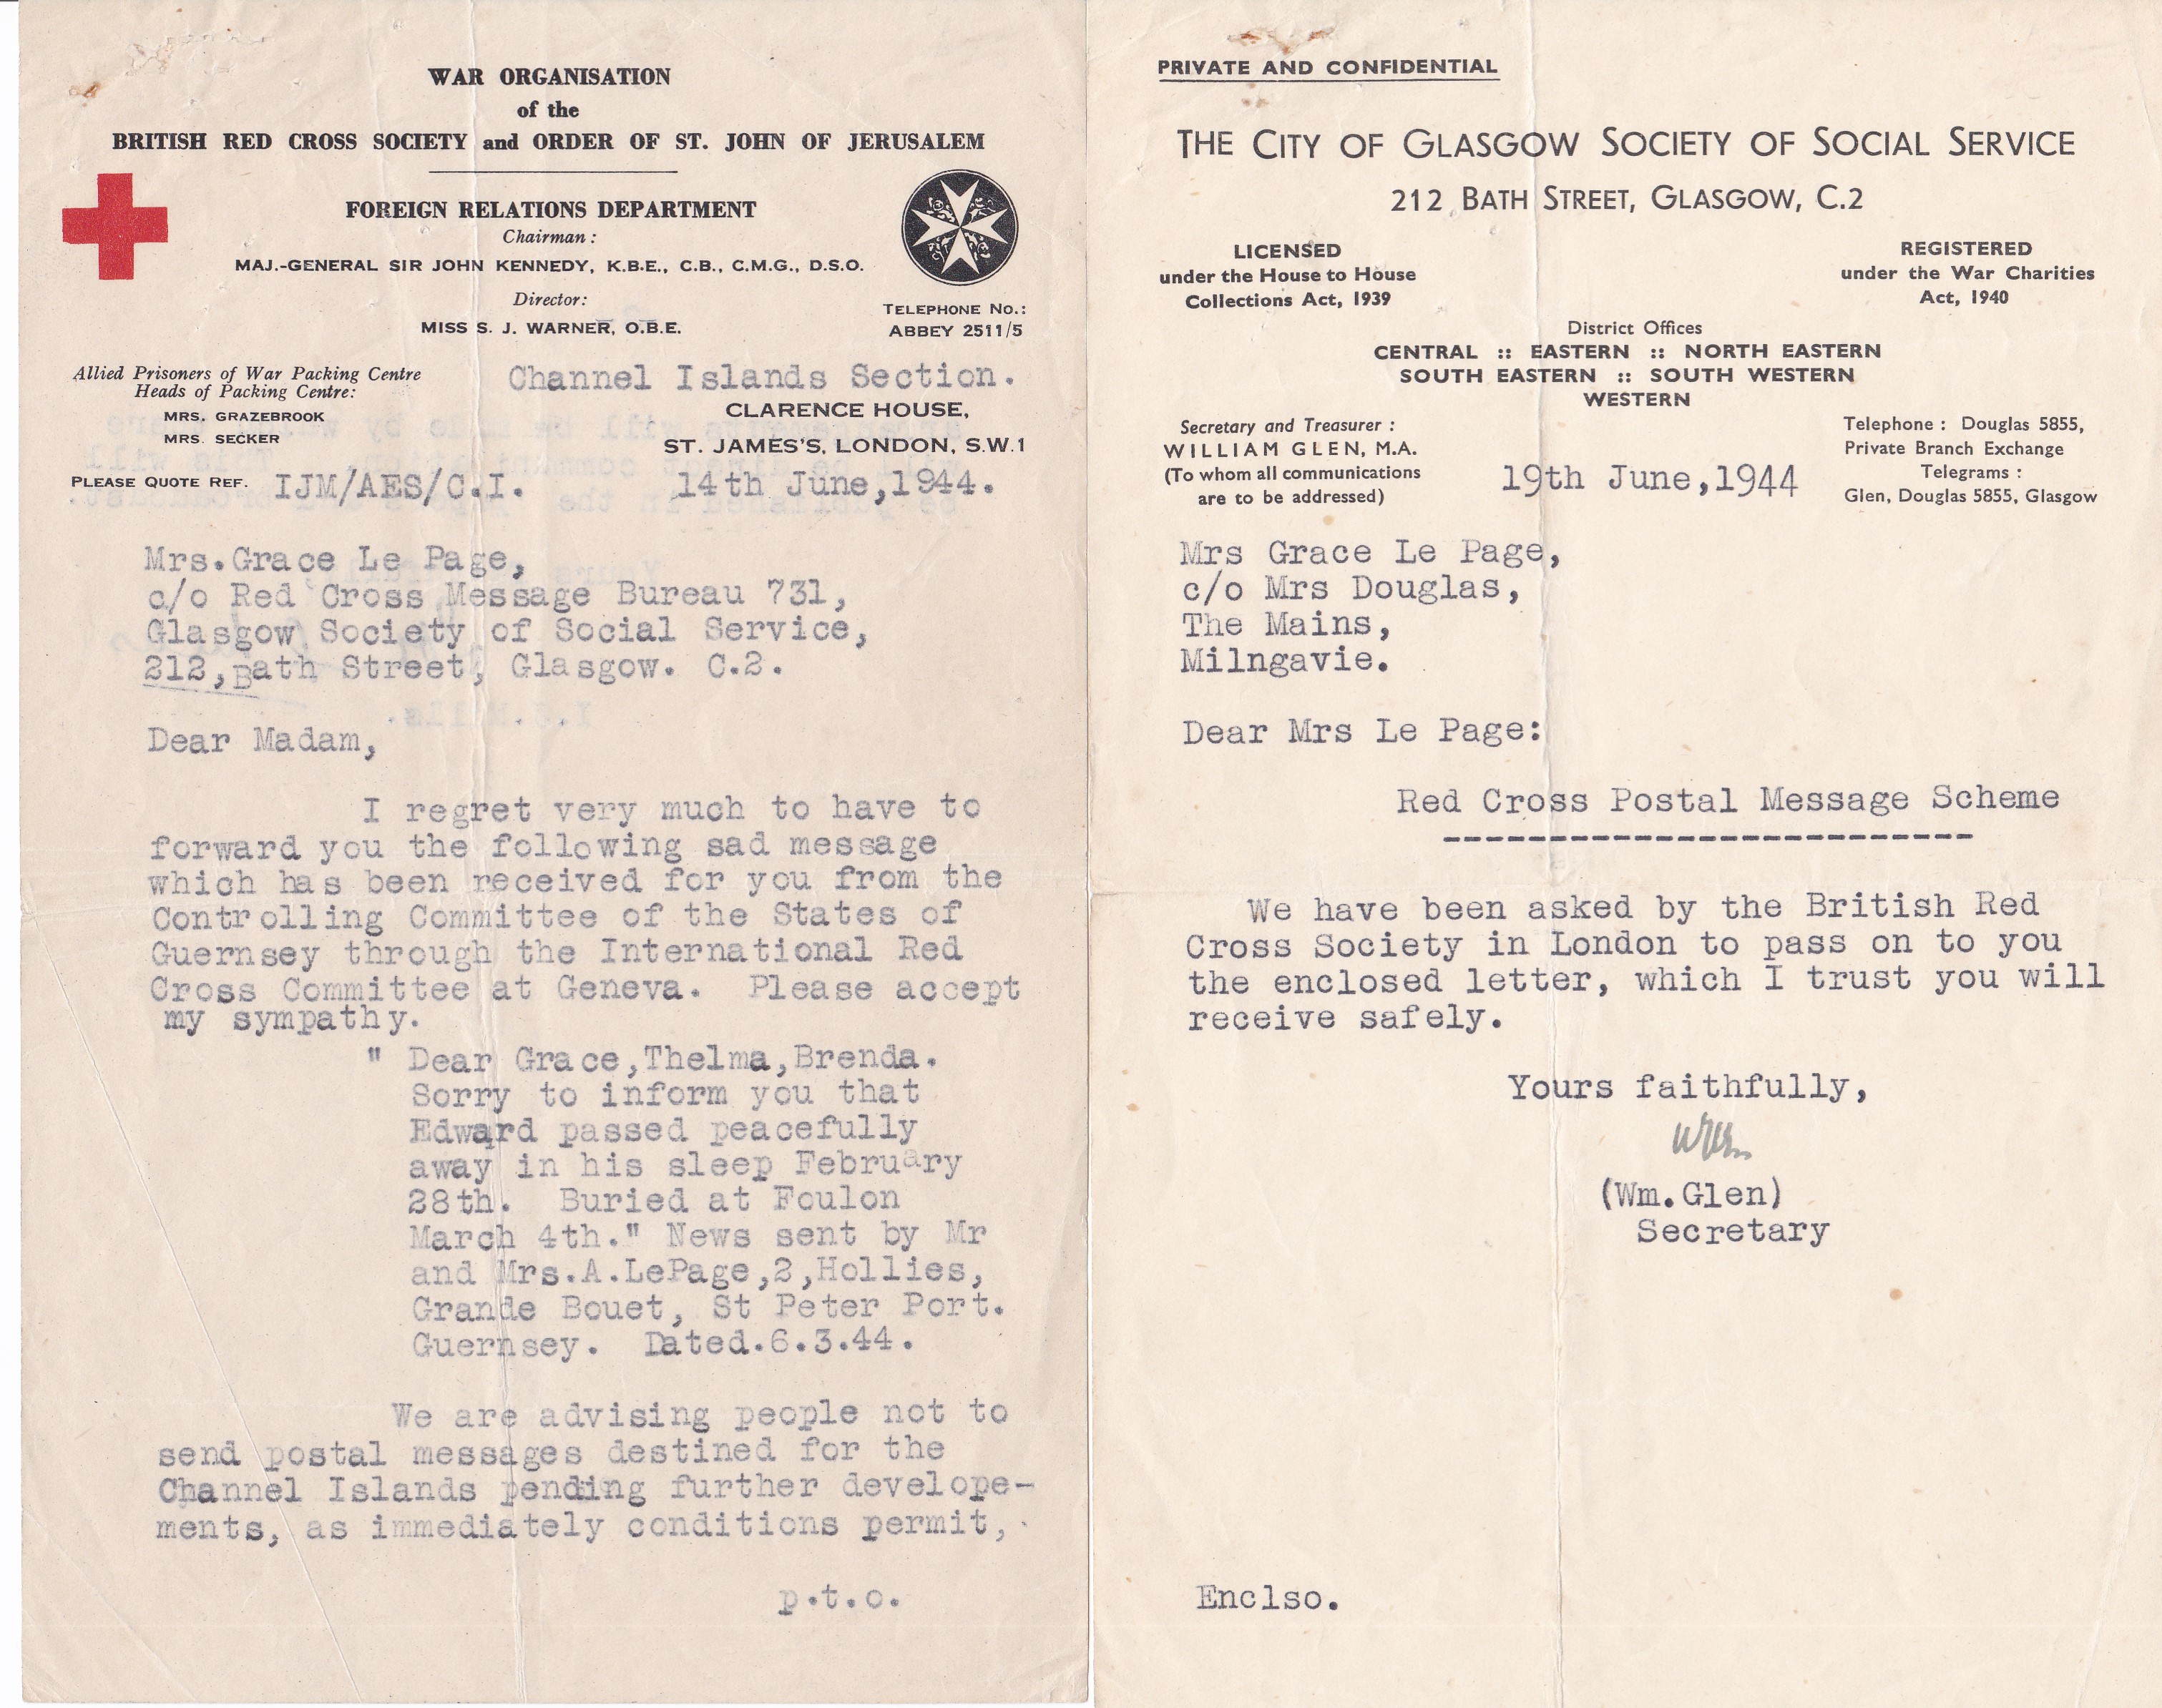 WAR ORGANISATION
of the
BRITISH RED CROSS SOCIETY and ORDER OF ST. JOHN OF JERUSALEM
FOREIGN RELATIONS DEPARTMENT
Chairman:
MAJ.-GENERAL SIR JOHN KENNEDY, K.B.E., C.B., C.M.G., D.S.O.
Director:
MISS S. J. WARNER, O.B.E.
TELEPHONE NO.:
ABBEY 2511/5
Allied Prisoners of War Packing Centre
Heads of Packing Centre:
MRS. GRAZEBROOK
MRS. SECKER
Channel Islands Section.
CLARENCE HOUSE,
ST. JAMES'S, LONDON, S.W.1
PLEASE QUOTE REF. IJM/AES/C.I.
14th June,1944.
Mrs.Grace Le Page,
c/o Red Cross Message Bureau 731,
Glasgow Society of Social Service,
212,Bath Street, Glasgow. C.2.
Dear Madam,
I regret very much to have to
forward you the following sad message
which has been received for you from the
Controlling Committee of the States of
Guernsey through the International Red
Cross Committee at Geneva. Please accept
my sympathy.
" Dear Grace,Thelma,Brenda.
Sorry to inform you that
Edward passed peacefully
away in his sleep February
28th. Buried at Foulon
March 4th." News sent by Mr
and Mrs.A.LePage,2,Hollies,
Grande Bouet, St Peter Port.
Guernsey. Dated.6.3.44.
We are advising people not to
send postal messages destined for the
Channel Islands pending further develope-
ments, as immediately conditions permit,
p.t.o.
PRIVATE AND CONFIDENTIAL
THE CITY OF GLASGOW SOCIETY OF SOCIAL SERVICE
212 BATH STREET, GLASGOW, C.2
LICENSED
under the House to House
Collections Act, 1939
REGISTERED
under the War Charities
Act, 1940
District Offices
CENTRAL :: EASTERN :: NORTH EASTERN
SOUTH EASTERN :: SOUTH WESTERN
WESTERN
Secretary and Treasurer :
WILLIAM GLEN, M.A.
(To whom all communications
are to be addressed)
19th June,1944
Telephone : Douglas 5855,
Private Branch Exchange
Telegrams :
Glen, Douglas 5855, Glasgow
Mrs Grace Le Page,
c/o Mrs Douglas,
The Mains,
Milngavie.
Dear Mrs Le Page:
Red Cross Postal Message Scheme
We have been asked by the British Red
Cross Society in London to pass on to you
the enclosed letter, which I trust you will
receive safely.
Yours faithfully,
(Wm.Glen)
Secretary
Enclso.